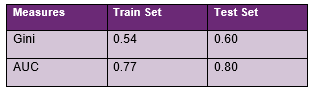 Measures Train Set Test Set
Gini 0.54 0.60
AUC 0.77 0.80